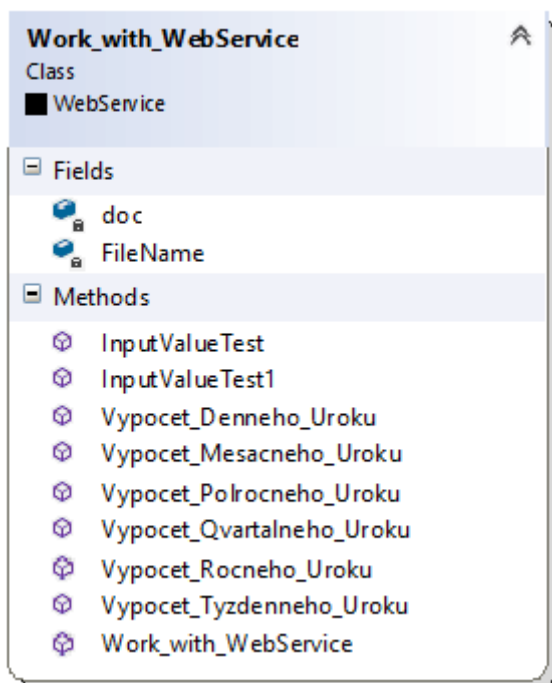 Work_with_WebService
Class
WebService
Fields
doc
FileName
Methods
InputValueTest
InputValueTest1
Vypocet_Denneho_Uroku
Vypocet_Mesacneho_Uroku
Vypocet_Polrocneho_Uroku
Vypocet_Qvartalneho_Uroku
Vypocet_Rocneho_Uroku
Vypocet_Tyzdenneho_Uroku
Work_with_WebService